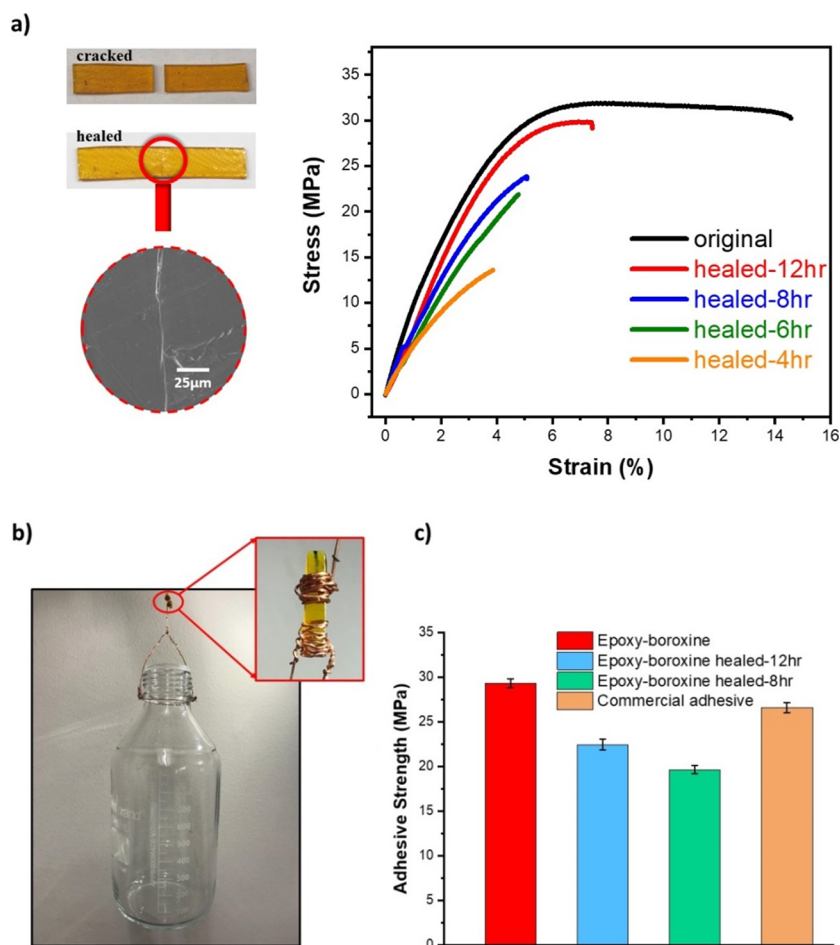 a)
cracked
healed
25μm
Stress (MPa)
35
30
25
20
15
10
5
0
original
healed-12hr
healed-8hr
healed-6hr
healed-4hr
0 2 4 6 8 10 12 14 16
Strain (%)
b)
c)
Adhesive Strength (MPa)
35
30
25
20
15
10
5
0
Epoxy-boroxine
Epoxy-boroxine healed-12hr
Epoxy-boroxine healed-8hr
Commercial adhesive